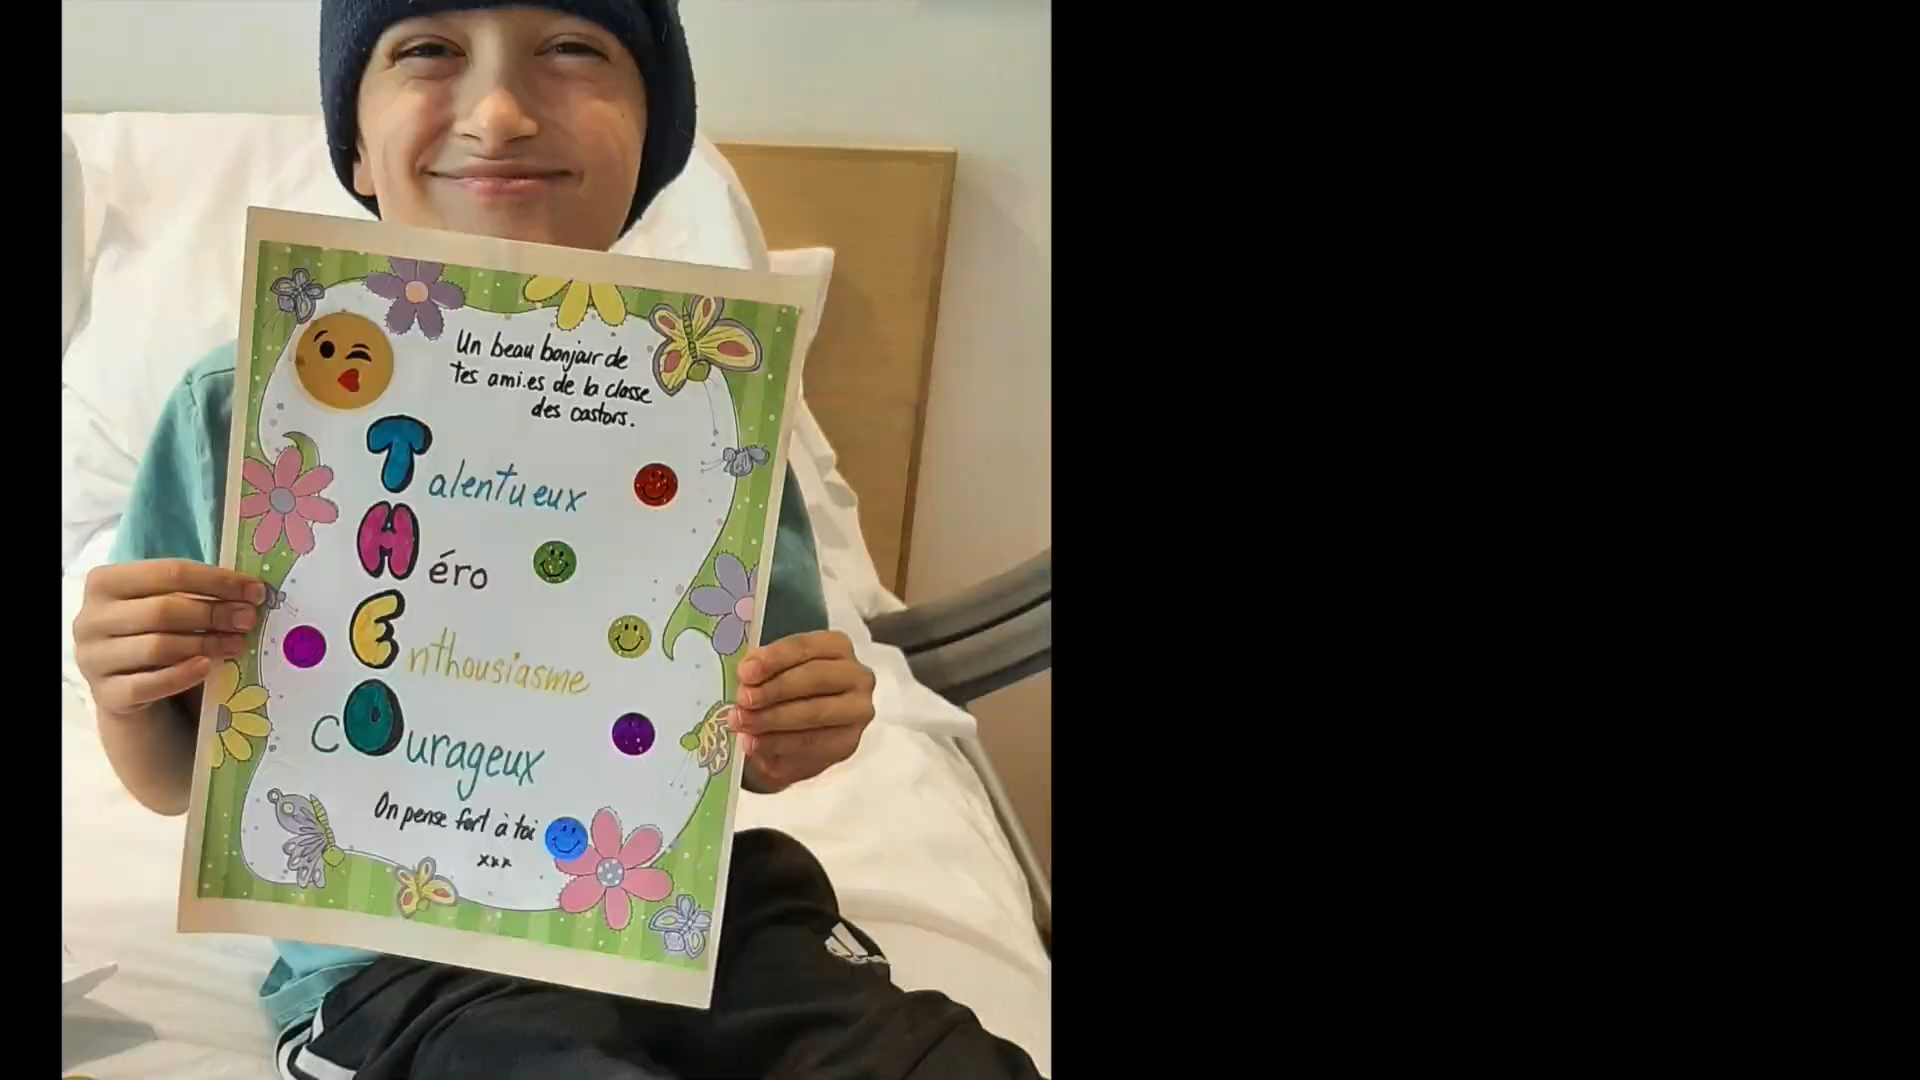 Un beau bonjour de
tes ami.es de la classe
des castors.
Talentueux
Héro
Enthousiasme
cOurageux
On pense fort à toi
xxx